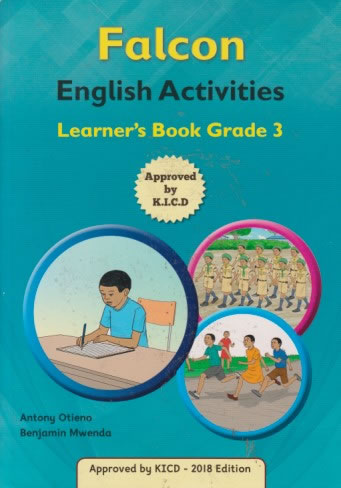 Falcon
English Activities
Learner's Book Grade 3
Approved
by
K.I.C.D
Antony Otieno
Benjamin Mwenda
Approved by KICD - 2018 Edition